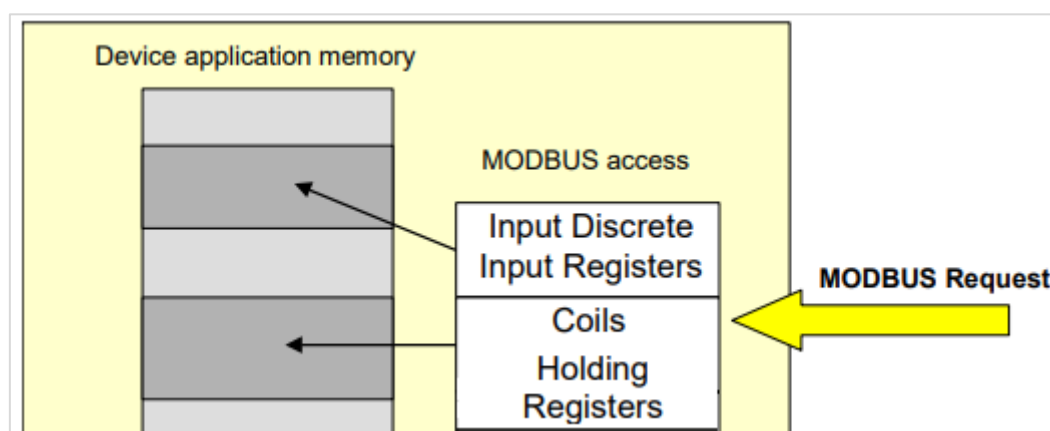 Device application memory
MODBUS access
Input Discrete
Input Registers
MODBUS Request
Coils
Holding
Registers